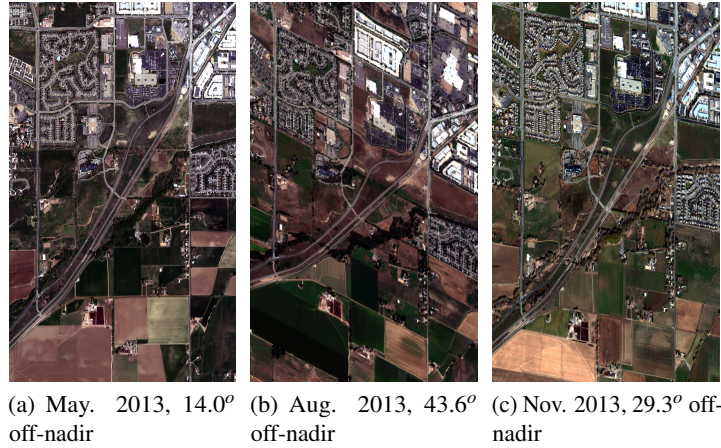 (a) May. 2013, 14.0° off-nadir
(b) Aug. 2013, 43.6° off-nadir
(c) Nov. 2013, 29.3° off-nadir